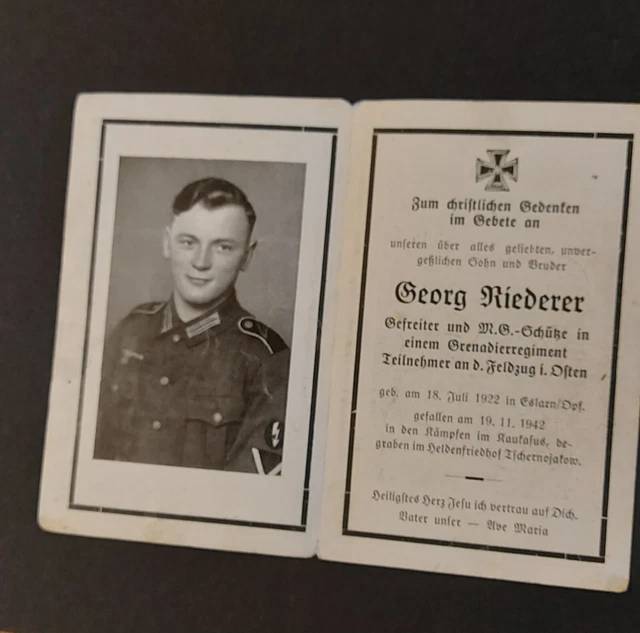 Zum christlichen Gedenken
im Gebete an
unseren über alles geliebten, unver-
geßlichen Sohn und Bruder
Georg Riederer
Gefreiter und M.G.-Schütze in
einem Grenadierregiment
Teilnehmer an d. Feldzug i. Osten
geb. am 18. Juli 1922 in Eslarn/Opf.
gefallen am 19. 11. 1942
in den Kämpfen im Kaukasus, be-
graben im Heldenfriedhof Tschernojakow.
Heiligstes Herz Jesu ich vertrau auf Dich.
Vater unser — Ave Maria